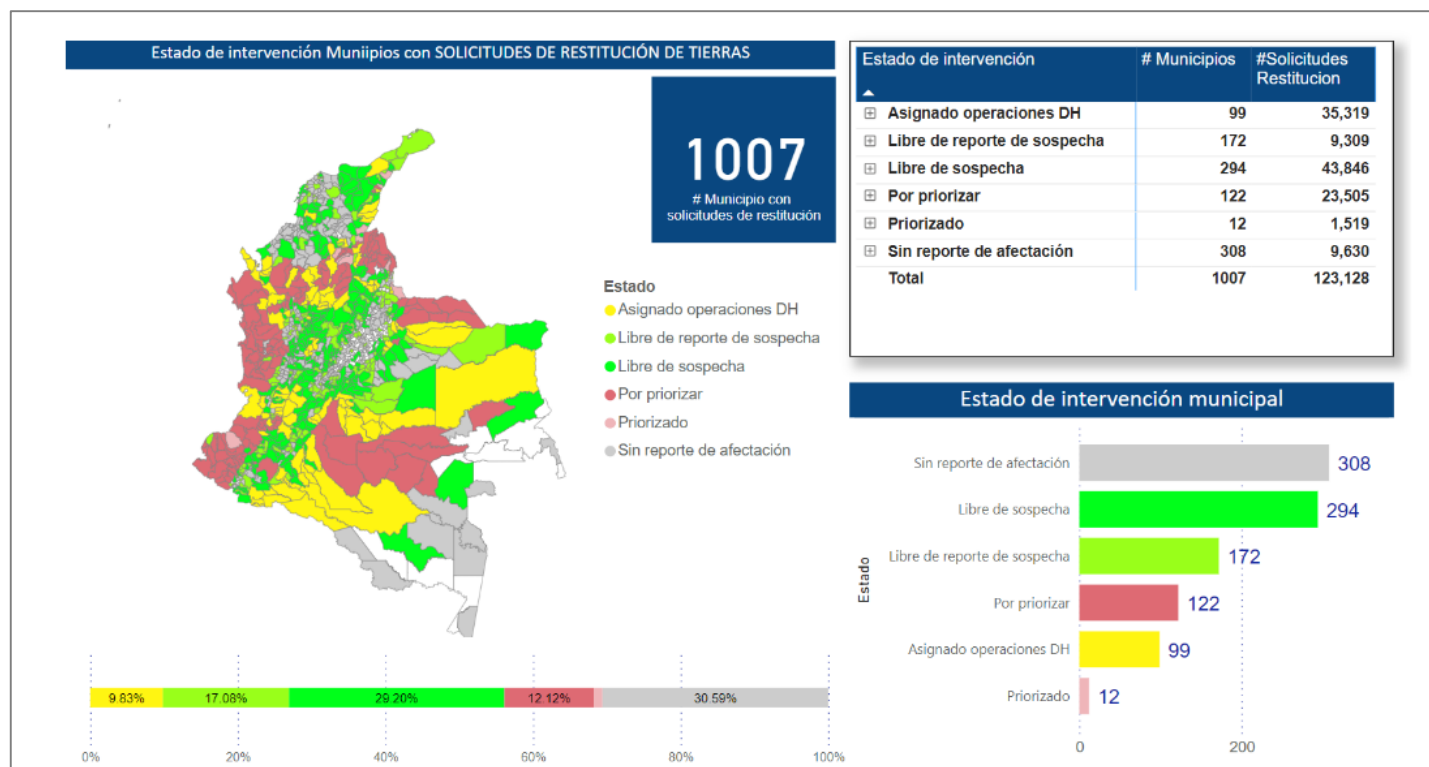 Estado de intervención Muniipios con SOLICITUDES DE RESTITUCIÓN DE TIERRAS
1007
# Municipio con
solicitudes de restitución
Estado
Asignado operaciones DH
Libre de reporte de sospecha
Libre de sospecha
Por priorizar
Priorizado
Sin reporte de afectación
9.83% 17.08% 29.20% 12.12% 30.59%
0% 20% 40% 60% 80% 100%
Estado de intervención # Municipios #Solicitudes
Restitucion
Asignado operaciones DH 99 35,319
Libre de reporte de sospecha 172 9,309
Libre de sospecha 294 43,846
Por priorizar 122 23,505
Priorizado 12 1,519
Sin reporte de afectación 308 9,630
Total 1007 123,128
Estado de intervención municipal
Estado
Sin reporte de afectación 308
Libre de sospecha 294
Libre de reporte de sospecha 172
Por priorizar 122
Asignado operaciones DH 99
Priorizado 12
0 200